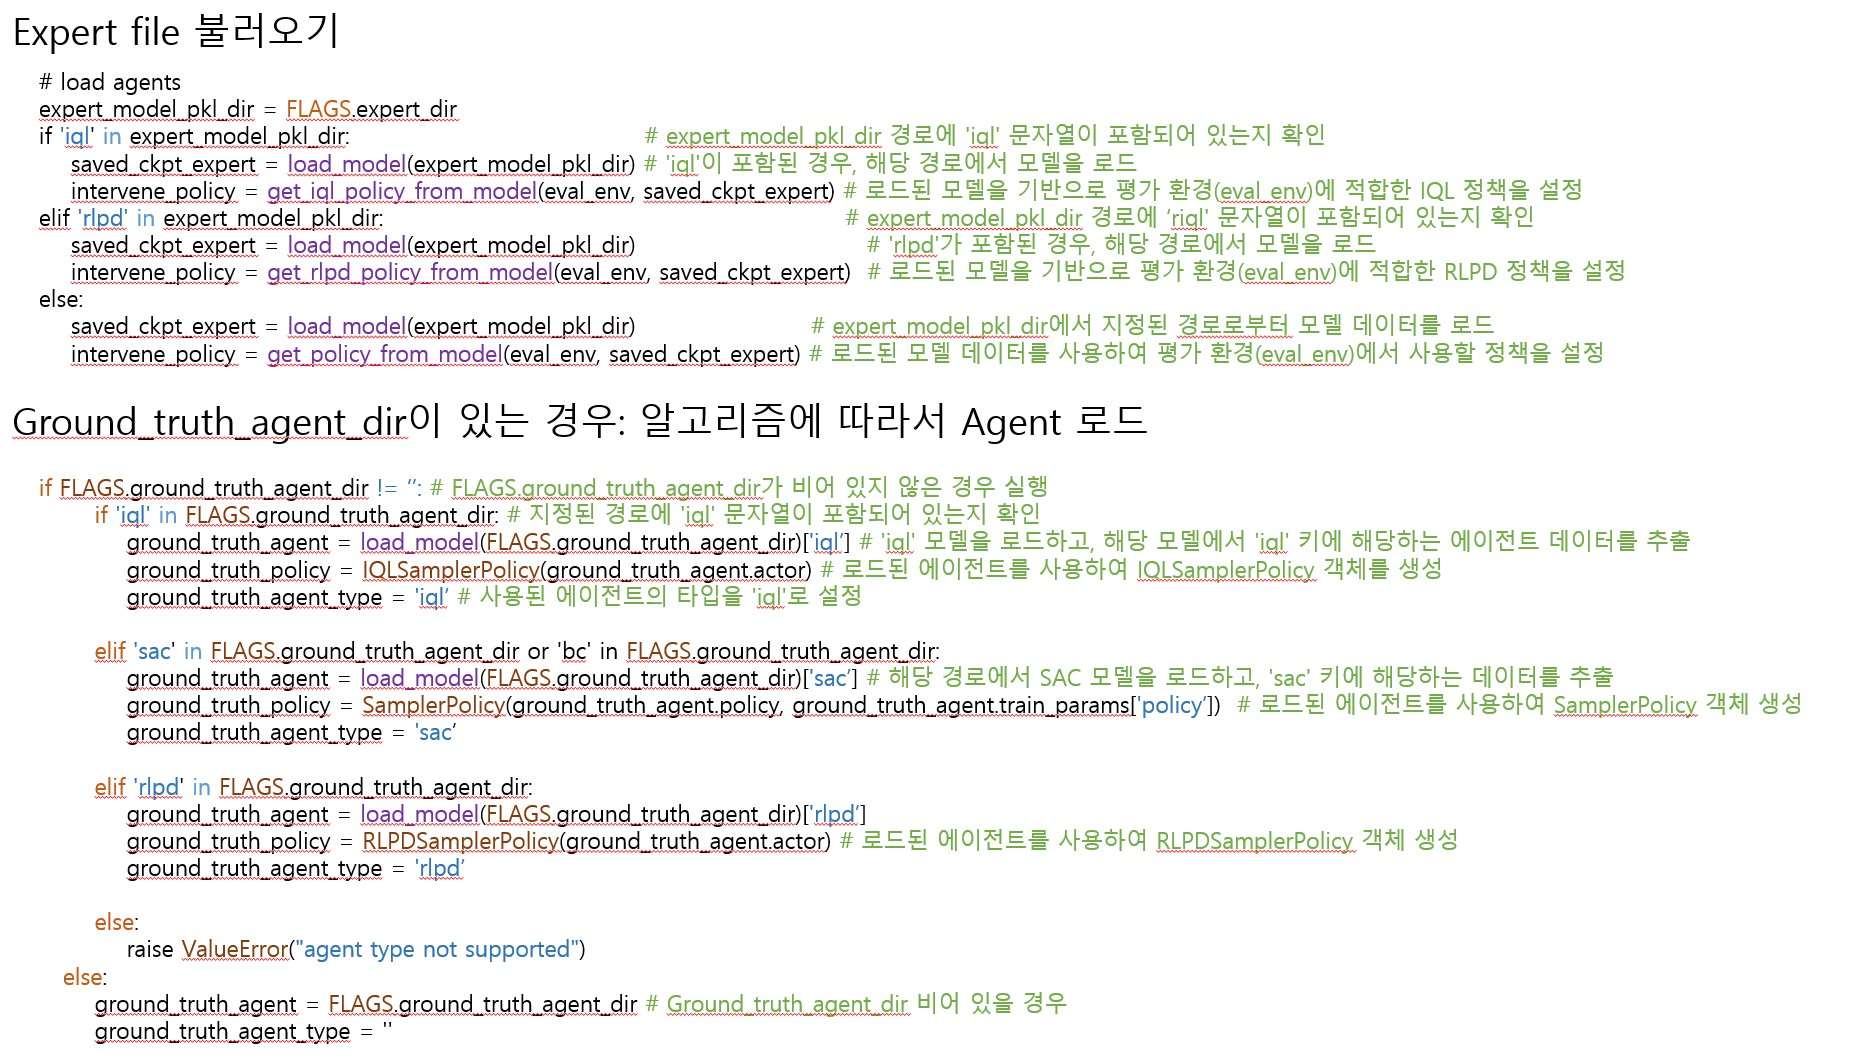 Expert file 불러오기
# load agents
expert_model_pkl_dir = FLAGS.expert_dir
if 'iql' in expert_model_pkl_dir: # expert_model_pkl_dir 경로에 'iql' 문자열이 포함되어 있는지 확인
saved_ckpt_expert = load_model(expert_model_pkl_dir) # 'iql'이 포함된 경우, 해당 경로에서 모델을 로드
intervene_policy = get_iql_policy_from_model(eval_env, saved_ckpt_expert) # 로드된 모델을 기반으로 평가 환경(eval_env)에 적합한 IQL 정책을 설정
elif 'rlpd' in expert_model_pkl_dir: # expert_model_pkl_dir 경로에 ‘riql' 문자열이 포함되어 있는지 확인
saved_ckpt_expert = load_model(expert_model_pkl_dir) # 'rlpd'가 포함된 경우, 해당 경로에서 모델을 로드
intervene_policy = get_rlpd_policy_from_model(eval_env, saved_ckpt_expert) # 로드된 모델을 기반으로 평가 환경(eval_env)에 적합한 RLPD 정책을 설정
else:
saved_ckpt_expert = load_model(expert_model_pkl_dir) # expert_model_pkl_dir에서 지정된 경로로부터 모델 데이터를 로드
intervene_policy = get_policy_from_model(eval_env, saved_ckpt_expert) # 로드된 모델 데이터를 사용하여 평가 환경(eval_env)에서 사용할 정책을 설정
Ground_truth_agent_dir이 있는 경우: 알고리즘에 따라서 Agent 로드
if FLAGS.ground_truth_agent_dir != ‘’: # FLAGS.ground_truth_agent_dir가 비어 있지 않은 경우 실행
if 'iql' in FLAGS.ground_truth_agent_dir: # 지정된 경로에 'iql' 문자열이 포함되어 있는지 확인
ground_truth_agent = load_model(FLAGS.ground_truth_agent_dir)['iql’] # 'iql' 모델을 로드하고, 해당 모델에서 'iql' 키에 해당하는 에이전트 데이터를 추출
ground_truth_policy = IQLSamplerPolicy(ground_truth_agent.actor) # 로드된 에이전트를 사용하여 IQLSamplerPolicy 객체를 생성
ground_truth_agent_type = 'iql’ # 사용된 에이전트의 타입을 'iql'로 설정
elif 'sac' in FLAGS.ground_truth_agent_dir or 'bc' in FLAGS.ground_truth_agent_dir:
ground_truth_agent = load_model(FLAGS.ground_truth_agent_dir)['sac’] # 해당 경로에서 SAC 모델을 로드하고, 'sac' 키에 해당하는 데이터를 추출
ground_truth_policy = SamplerPolicy(ground_truth_agent.policy, ground_truth_agent.train_params['policy’]) # 로드된 에이전트를 사용하여 SamplerPolicy 객체 생성
ground_truth_agent_type = 'sac’
elif 'rlpd' in FLAGS.ground_truth_agent_dir:
ground_truth_agent = load_model(FLAGS.ground_truth_agent_dir)['rlpd’]
ground_truth_policy = RLPDSamplerPolicy(ground_truth_agent.actor) # 로드된 에이전트를 사용하여 RLPDSamplerPolicy 객체 생성
ground_truth_agent_type = 'rlpd’
else:
raise ValueError("agent type not supported")
else:
ground_truth_agent = FLAGS.ground_truth_agent_dir # Ground_truth_agent_dir 비어 있을 경우
ground_truth_agent_type = ''